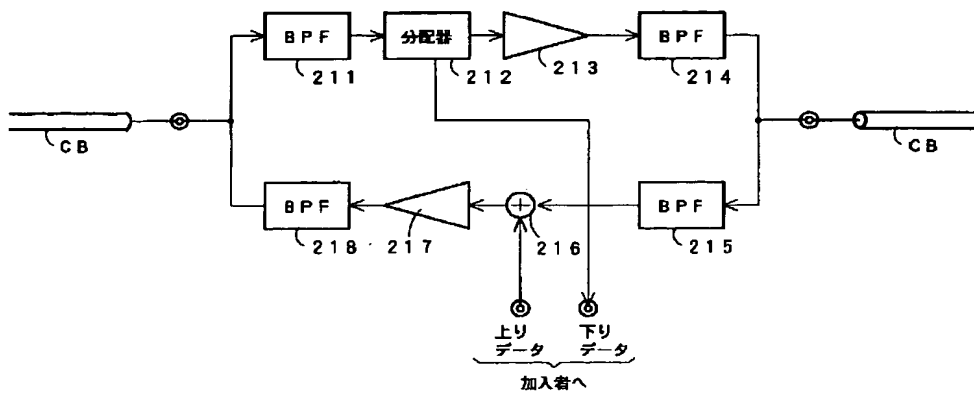 BPF
分配器
BPF
211
212
213
214
CB
CB
BPF
BPF
218
217
216
215
上り
データ
下り
データ
加入者へ